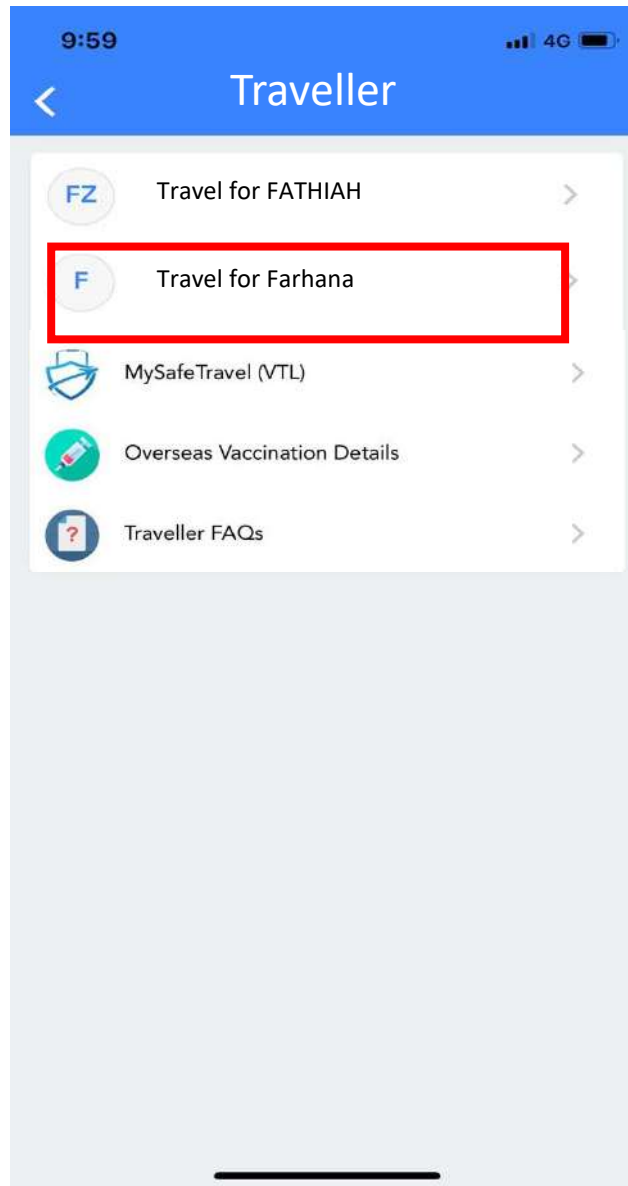 9:59
4G
Traveller
FZ
Travel for FATHIAH
F
Travel for Farhana
MySafeTravel (VTL)
Overseas Vaccination Details
?
Traveller FAQs